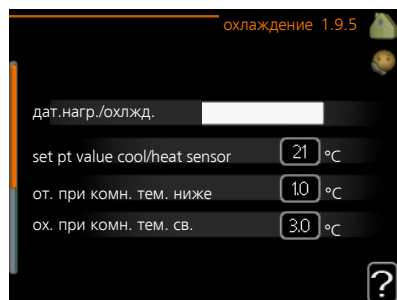 охлаждение 1.9.5
дат.нагр./охлжд.
set pt value cool/heat sensor 21 °C
от. при комн. тем. ниже 1.0 °C
ох. при комн. тем. св. 3.0 °C
?